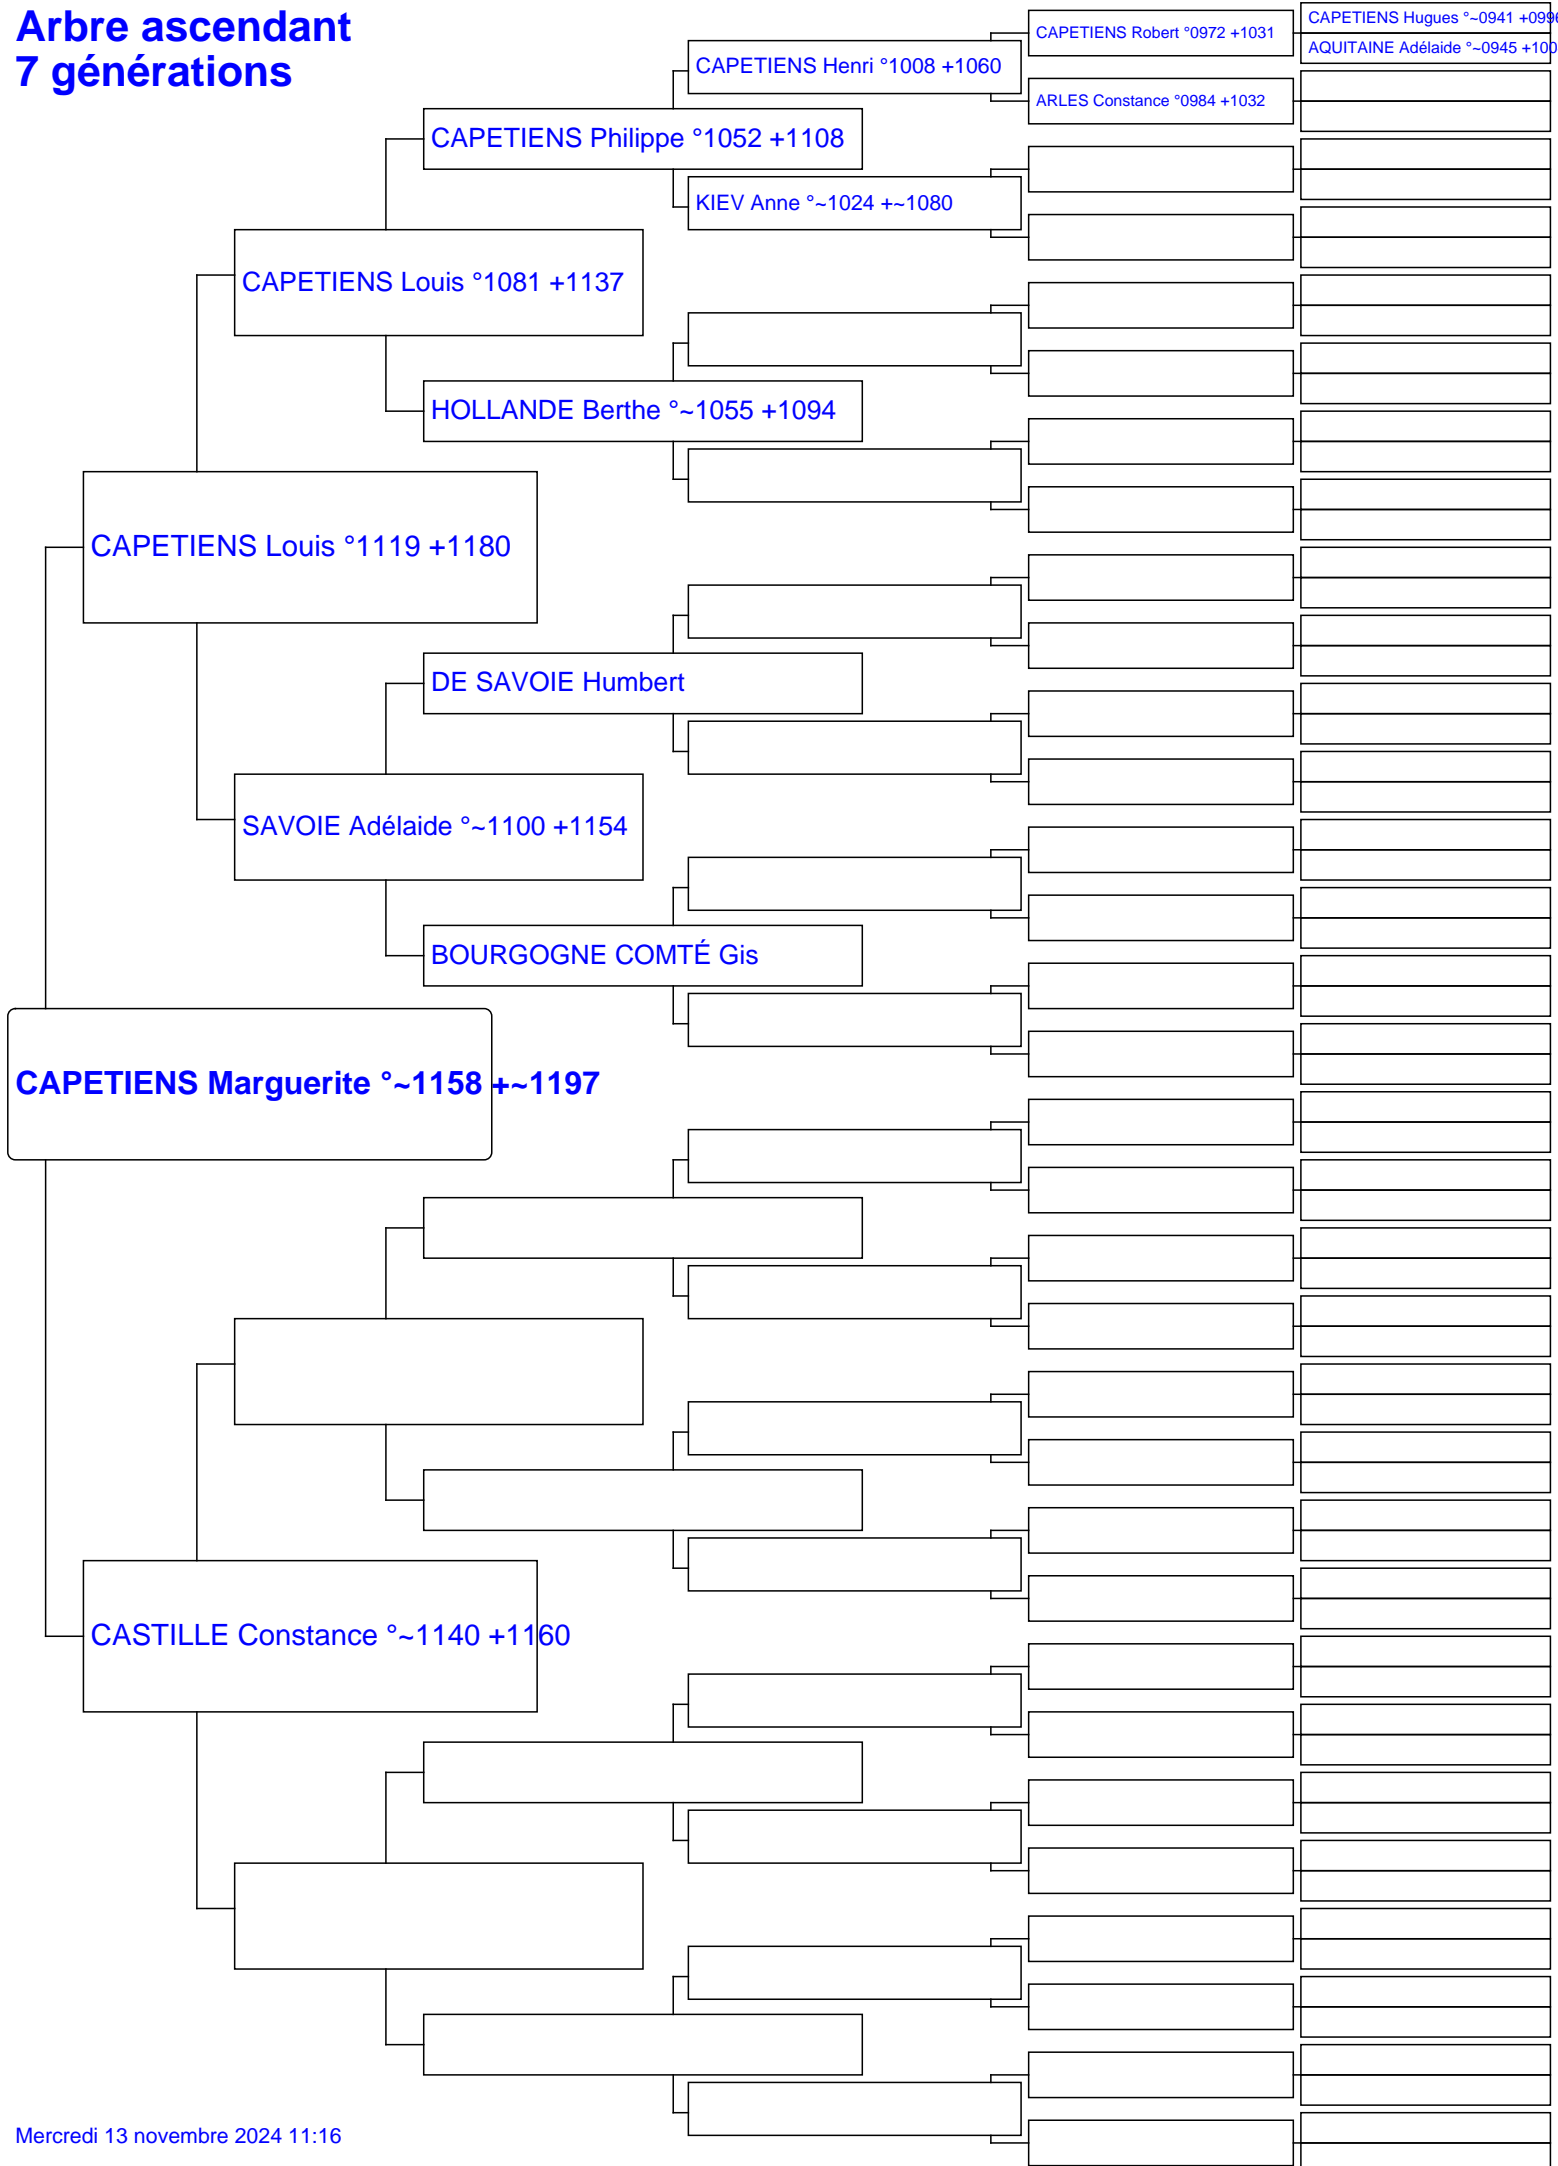 Arbre ascendant
7 générations
CAPETIENS Hugues °~0941 +0996
CAPETIENS Robert °0972 +1031
AQUITAINE Adélaide °~0945 +100
CAPETIENS Henri °1008 +1060
ARLES Constance °0984 +1032
CAPETIENS Philippe °1052 +1108
KIEV Anne °~1024 +~1080
CAPETIENS Louis °1081 +1137
HOLLANDE Berthe °~1055 +1094
CAPETIENS Louis °1119 +1180
DE SAVOIE Humbert
SAVOIE Adélaide °~1100 +1154
BOURGOGNE COMTÉ Gis
CAPETIENS Marguerite °~1158 +~1197
CASTILLE Constance °~1140 +1160
Mercredi 13 novembre 2024 11:16